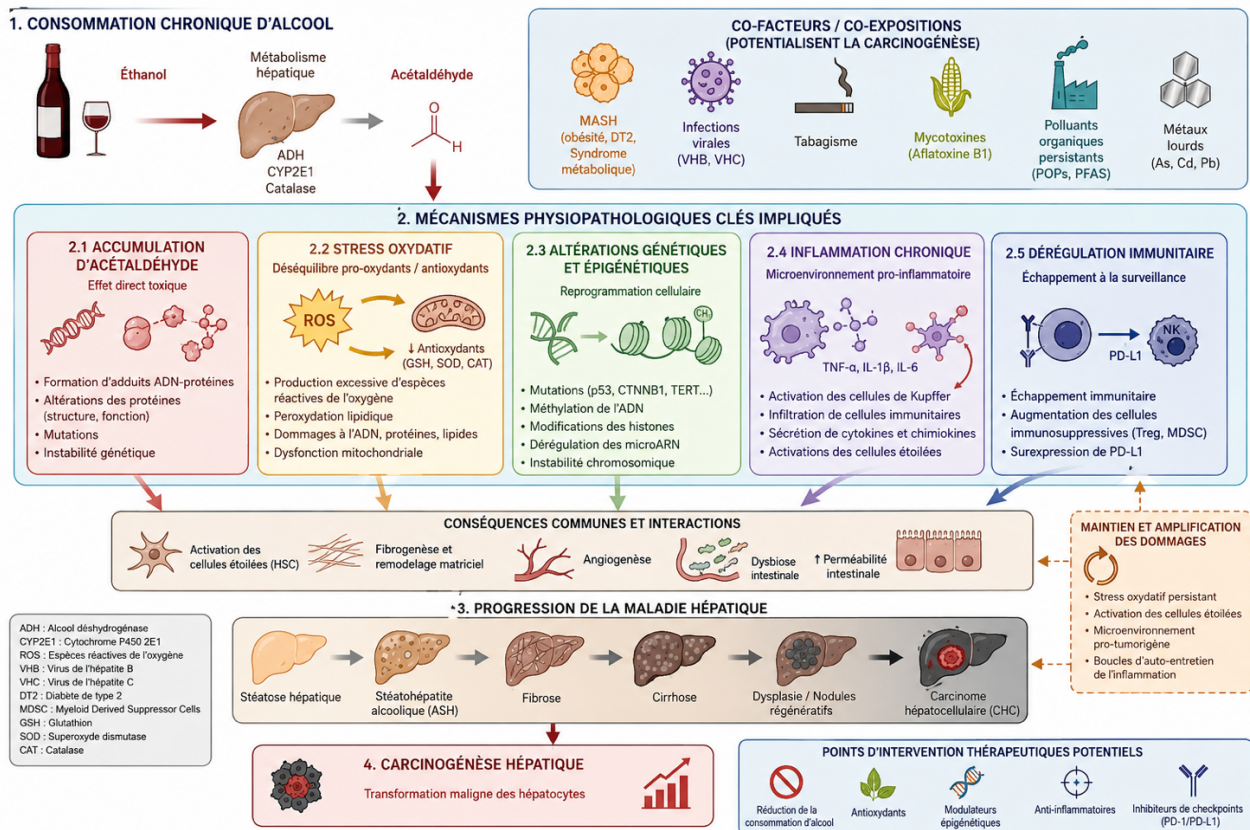 1. CONSOMMATION CHRONIQUE D'ALCOOL
Éthanol
Métabolisme
hépatique
ADH
CYP2E1
Catalase
Acétaldéhyde
O
H
CO-FACTEURS / CO-EXPOSITIONS
(POTENTIALISENT LA CARCINOGÉNÈSE)
MASH
(obésité, DT2,
Syndrome
métabolique)
Infections
virales
(VHB, VHC)
Tabagisme
Mycotoxines
(Aflatoxine B1)
Polluants
organiques
persistants
(POPs, PFAS)
Métaux
lourds
(As, Cd, Pb)
2. MÉCANISMES PHYSIOPATHOLOGIQUES CLÉS IMPLIQUÉS
2.1 ACCUMULATION
D'ACÉTALDÉHYDE
Effet direct toxique
• Formation d'adduits ADN-protéines
• Altérations des protéines
(structure, fonction)
• Mutations
• Instabilité génétique
2.2 STRESS OXYDATIF
Déséquilibre pro-oxydants / antioxydants
ROS
↓ Antioxydants
(GSH, SOD, CAT)
• Production excessive d'espèces
réactives de l'oxygène
• Peroxydation lipidique
• Dommages à l'ADN, protéines, lipides
• Dysfonction mitochondriale
2.3 ALTÉRATIONS GÉNÉTIQUES
ET ÉPIGÉNÉTIQUES
Reprogrammation cellulaire
CH₃
• Mutations (p53, CTNNB1, TERT...)
• Méthylation de l'ADN
• Modifications des histones
• Dérégulation des microARN
• Instabilité chromosomique
2.4 INFLAMMATION CHRONIQUE
Microenvironnement pro-inflammatoire
TNF-α, IL-1β, IL-6
• Activation des cellules de Kupffer
• Infiltration de cellules immunitaires
• Sécrétion de cytokines et chimiokines
• Activations des cellules étoilées
2.5 DÉRÉGULATION IMMUNITAIRE
Échappement à la surveillance
PD-L1
NK
• Échappement immunitaire
• Augmentation des cellules
immunosuppressives (Treg, MDSC)
• Surexpression de PD-L1
CONSÉQUENCES COMMUNES ET INTERACTIONS
Activation des
cellules étoilées (HSC)
Fibrogenèse et
remodelage matriciel
Angiogenèse
Dysbiose
intestinale
↑ Perméabilité
intestinale
MAINTIEN ET AMPLIFICATION
DES DOMMAGES
• Stress oxydatif persistant
• Activation des cellules étoilées
• Microenvironnement
pro-tumorigène
• Boucles d'auto-entretien
de l'inflammation
ADH : Alcool déshydrogénase
CYP2E1 : Cytochrome P450 2E1
ROS : Espèces réactives de l'oxygène
VHB : Virus de l'hépatite B
VHC : Virus de l'hépatite C
DT2 : Diabète de type 2
MDSC : Myeloid Derived Suppressor Cells
GSH : Glutathion
SOD : Superoxyde dismutase
CAT : Catalase
3. PROGRESSION DE LA MALADIE HÉPATIQUE
Stéatose hépatique
Stéatohépatite
alcoolique (ASH)
Fibrose
Cirrhose
Dysplasie / Nodules
régénératifs
Carcinome
hépatocellulaire (CHC)
4. CARCINOGÉNÈSE HÉPATIQUE
Transformation maligne des hépatocytes
POINTS D'INTERVENTION THÉRAPEUTIQUES POTENTIELS
Réduction de la
consommation d'alcool
Antioxydants
Modulateurs
épigénétiques
Anti-inflammatoires
Inhibiteurs de checkpoints
(PD-1/PD-L1)